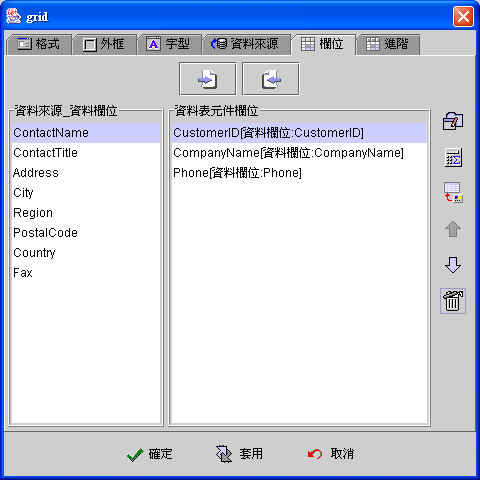 grid
格式 外框 字型 資料來源 欄位 進階
資料來源_資料欄位
ContactName
ContactTitle
Address
City
Region
PostalCode
Country
Fax
資料表元件欄位
CustomerID[資料欄位:CustomerID]
CompanyName[資料欄位:CompanyName]
Phone[資料欄位:Phone]
確定 套用 取消